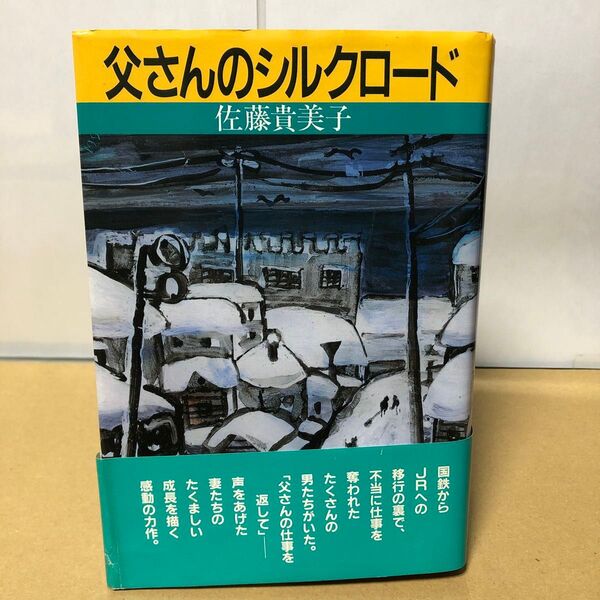 父さんのシルクロード
佐藤貴美子
国鉄から
JRへの
移行の裏で、
不当に仕事を
奪われた
たくさんの
男たちがいた。
「父さんの仕事を
返して」——
声をあげた
妻たちの
たくましい
成長を描く
感動の力作。